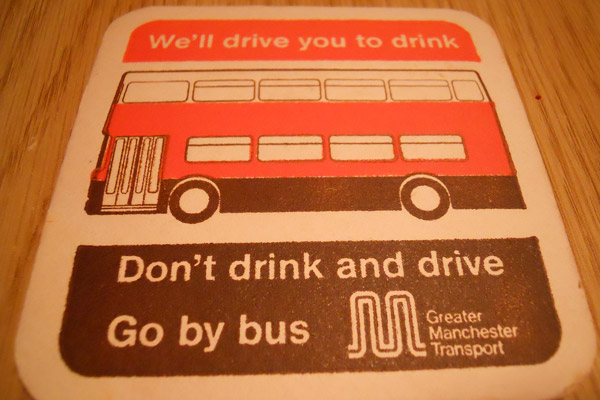 We'll drive you to drink
Don't drink and drive
Go by bus
Greater
Manchester
Transport